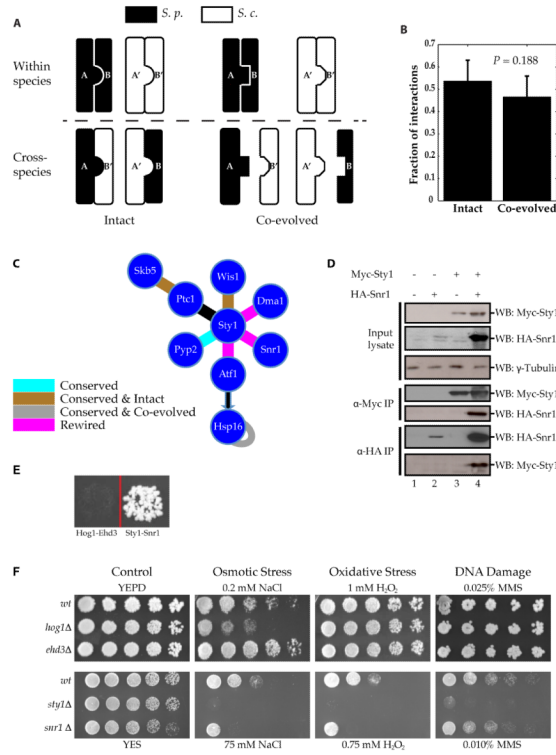 S. p. S. c.
A
Within species
A B A' B' A B A' B'
Cross-species
A B' A' B A B' A' B
Intact Co-evolved
B
P = 0.188
Fraction of interactions
0.7
0.6
0.5
0.4
0.3
0.2
0.1
0
Intact Co-evolved
C
Skb5
Wis1
Ptc1
Dma1
Sty1
Pyp2
Snr1
Atf1
Hsp16
Conserved
Conserved & Intact
Conserved & Co-evolved
Rewired
D
Myc-Sty1 - - + +
HA-Snr1 - + - +
Input lysate
WB: Myc-Sty1
WB: HA-Snr1
WB: γ-Tubulin
α-Myc IP
WB: Myc-Sty1
WB: HA-Snr1
α-HA IP
WB: HA-Snr1
WB: Myc-Sty1
1 2 3 4
E
Hog1-Ehd3 Sty1-Snr1
F
Control Osmotic Stress Oxidative Stress DNA Damage
YEPD 0.2 mM NaCl 1 mM H₂O₂ 0.025% MMS
wt
hog1Δ
ehd3Δ
wt
sty1Δ
snr1 Δ
YES 75 mM NaCl 0.75 mM H₂O₂ 0.010% MMS